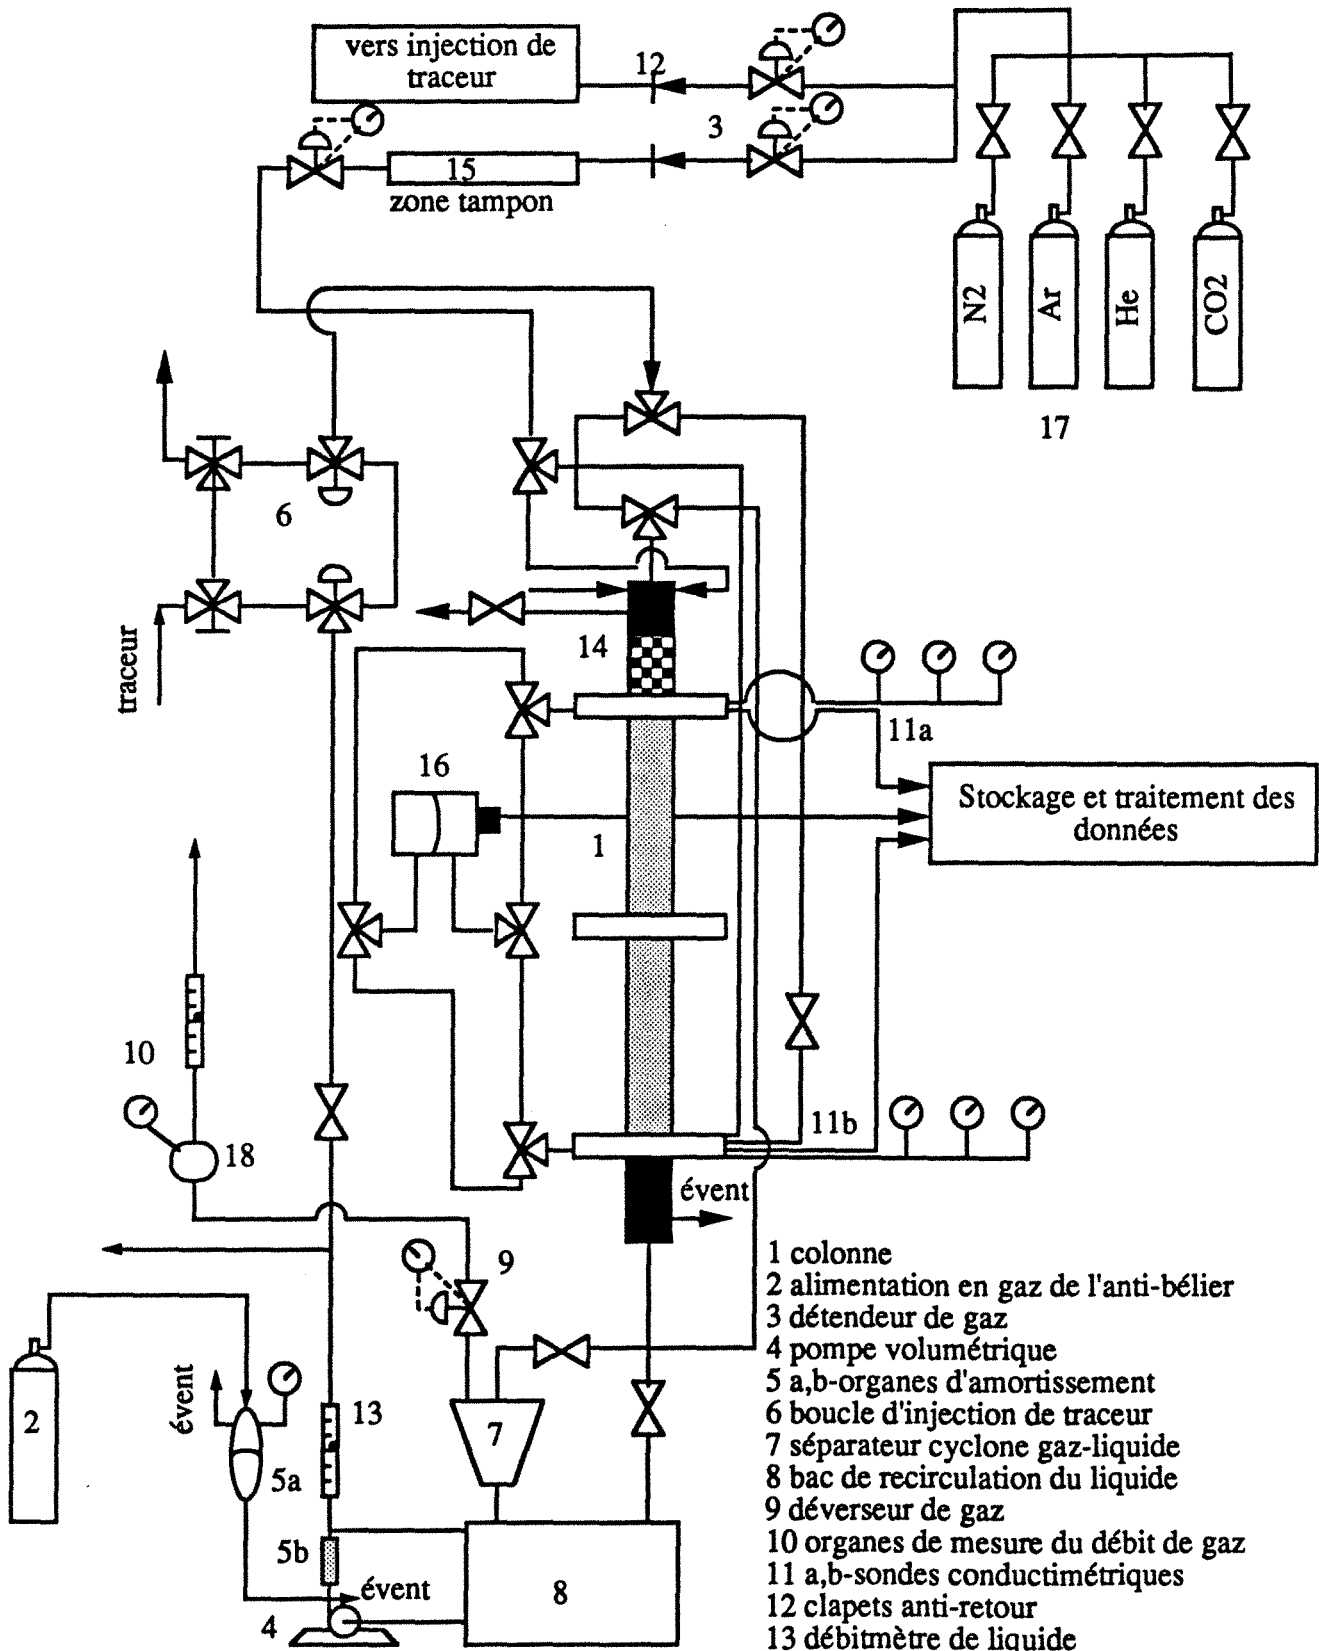 vers injection de
traceur
12
3
15
zone tampon
N2
Ar
He
CO2
17
6
traceur
14
11a
16
Stockage et traitement des
données
1
10
18
11b
évent
9
2
évent
13
5a
7
5b
évent
4
8
1 colonne
2 alimentation en gaz de l'anti-bélier
3 détendeur de gaz
4 pompe volumétrique
5 a,b-organes d'amortissement
6 boucle d'injection de traceur
7 séparateur cyclone gaz-liquide
8 bac de recirculation du liquide
9 déverseur de gaz
10 organes de mesure du débit de gaz
11 a,b-sondes conductimétriques
12 clapets anti-retour
13 débitmètre de liquide